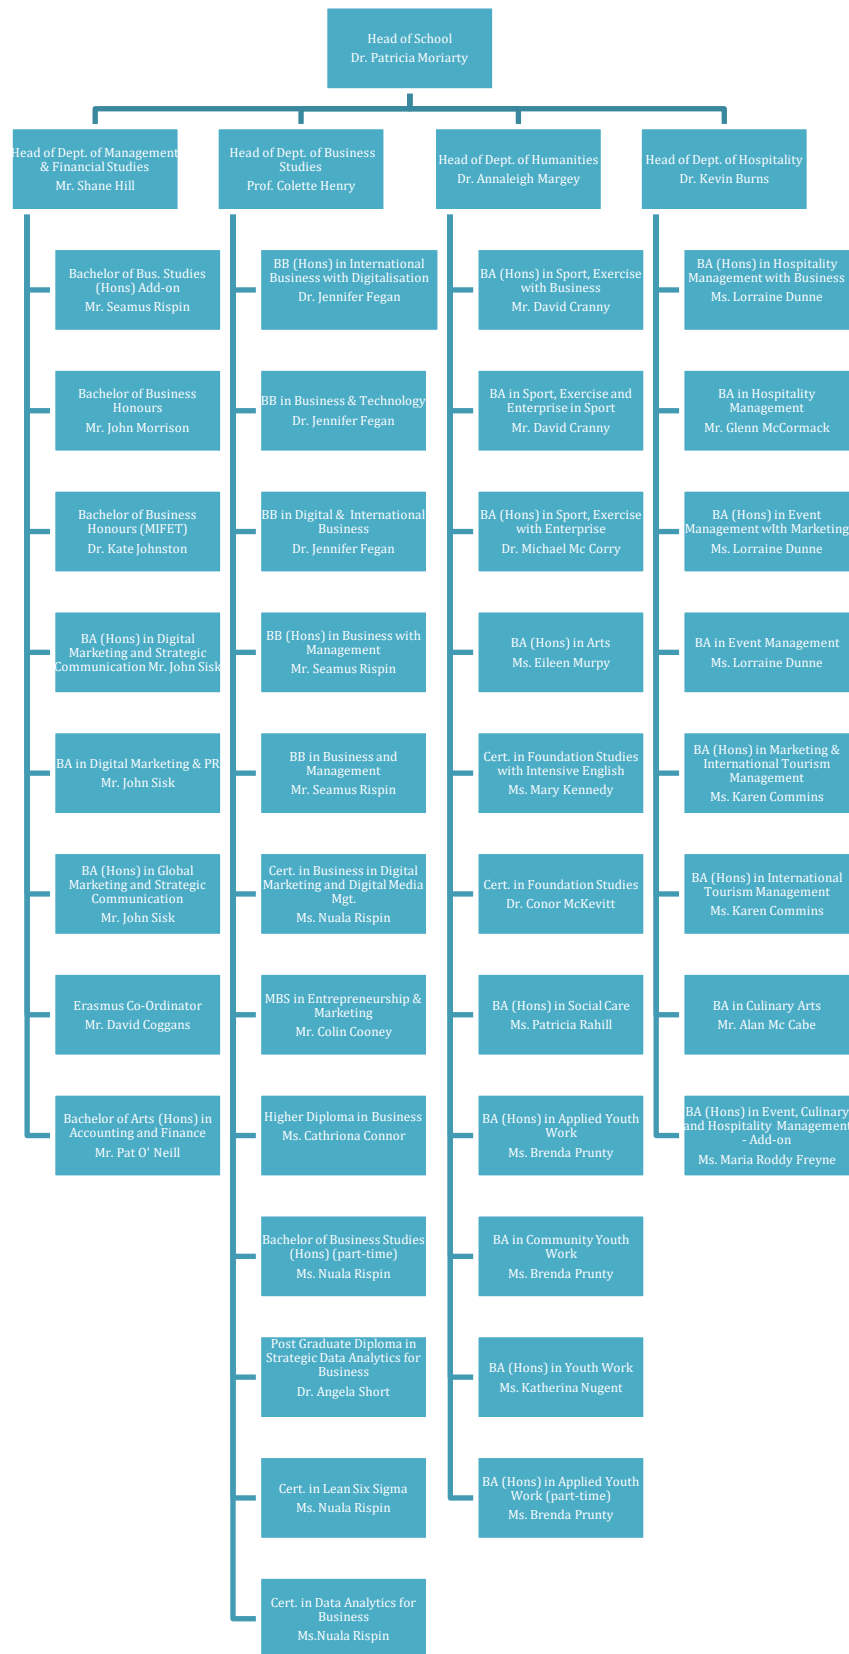 Head of School
Dr. Patricia Moriarty
Head of Dept. of Management
& Financial Studies
Mr. Shane Hill
Head of Dept. of Business
Studies
Prof. Colette Henry
Head of Dept. of Humanities
Dr. Annaleigh Margey
Head of Dept. of Hospitality
Dr. Kevin Burns
Bachelor of Bus. Studies
(Hons) Add-on
Mr. Seamus Rispin
Bachelor of Business
Honours
Mr. John Morrison
Bachelor of Business
Honours (MIFET)
Dr. Kate Johnston
BA (Hons) in Digital
Marketing and Strategic
Communication Mr. John Sisk
BA in Digital Marketing & PR
Mr. John Sisk
BA (Hons) in Global
Marketing and Strategic
Communication
Mr. John Sisk
Erasmus Co-Ordinator
Mr. David Coggans
Bachelor of Arts (Hons) in
Accounting and Finance
Mr. Pat O' Neill
BB (Hons) in International
Business with Digitalisation
Dr. Jennifer Fegan
BB in Business & Technology
Dr. Jennifer Fegan
BB in Digital & International
Business
Dr. Jennifer Fegan
BB (Hons) in Business with
Management
Mr. Seamus Rispin
BB in Business and
Management
Mr. Seamus Rispin
Cert. in Business in Digital
Marketing and Digital Media
Mgt.
Ms. Nuala Rispin
MBS in Entrepreneurship &
Marketing
Mr. Colin Cooney
Higher Diploma in Business
Ms. Cathriona Connor
Bachelor of Business Studies
(Hons) (part-time)
Ms. Nuala Rispin
Post Graduate Diploma in
Strategic Data Analytics for
Business
Dr. Angela Short
Cert. in Lean Six Sigma
Ms. Nuala Rispin
Cert. in Data Analytics for
Business
Ms.Nuala Rispin
BA (Hons) in Sport, Exercise
with Business
Mr. David Cranny
BA in Sport, Exercise and
Enterprise in Sport
Mr. David Cranny
BA (Hons) in Sport, Exercise
with Enterprise
Dr. Michael Mc Corry
BA (Hons) in Arts
Ms. Eileen Murpy
Cert. in Foundation Studies
with Intensive English
Ms. Mary Kennedy
Cert. in Foundation Studies
Dr. Conor McKevitt
BA (Hons) in Social Care
Ms. Patricia Rahill
BA (Hons) in Applied Youth
Work
Ms. Brenda Prunty
BA in Community Youth
Work
Ms. Brenda Prunty
BA (Hons) in Youth Work
Ms. Katherina Nugent
BA (Hons) in Applied Youth
Work (part-time)
Ms. Brenda Prunty
BA (Hons) in Hospitality
Management with Business
Ms. Lorraine Dunne
BA in Hospitality
Management
Mr. Glenn McCormack
BA (Hons) in Event
Management wIth Marketing
Ms. Lorraine Dunne
BA in Event Management
Ms. Lorraine Dunne
BA (Hons) in Marketing &
International Tourism
Management
Ms. Karen Commins
BA (Hons) in International
Tourism Management
Ms. Karen Commins
BA in Culinary Arts
Mr. Alan Mc Cabe
BA (Hons) in Event, Culinary
and Hospitality Management
- Add-on
Ms. Maria Roddy Freyne